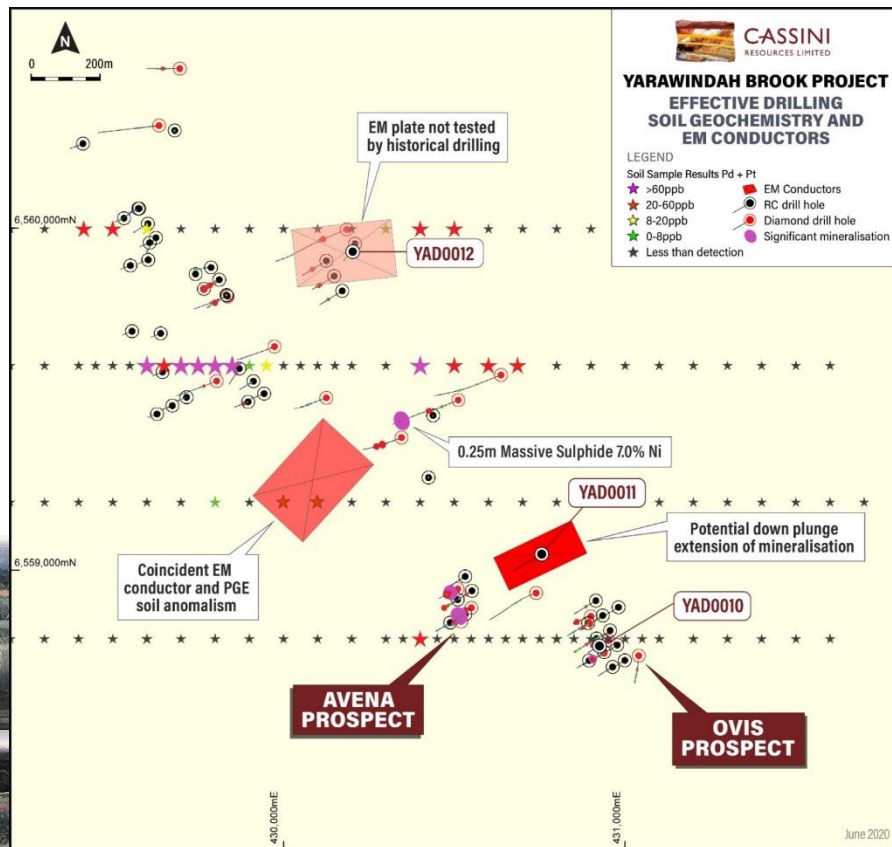 N
0 200m
CASSINI
RESOURCES LIMITED
YARAWINDAH BROOK PROJECT
EFFECTIVE DRILLING
SOIL GEOCHEMISTRY AND
EM CONDUCTORS
LEGEND
Soil Sample Results Pd + Pt
>60ppb
20-60ppb
8-20ppb
0-8ppb
Less than detection
EM Conductors
RC drill hole
Diamond drill hole
Significant mineralisation
EM plate not tested
by historical drilling
6,560,000mN
YAD0012
0.25m Massive Sulphide 7.0% Ni
YAD0011
Potential down plunge
extension of mineralisation
Coincident EM
conductor and PGE
soil anomalism
6,559,000mN
YAD0010
AVENA
PROSPECT
OVIS
PROSPECT
430,000mE
431,000mE
June 2020